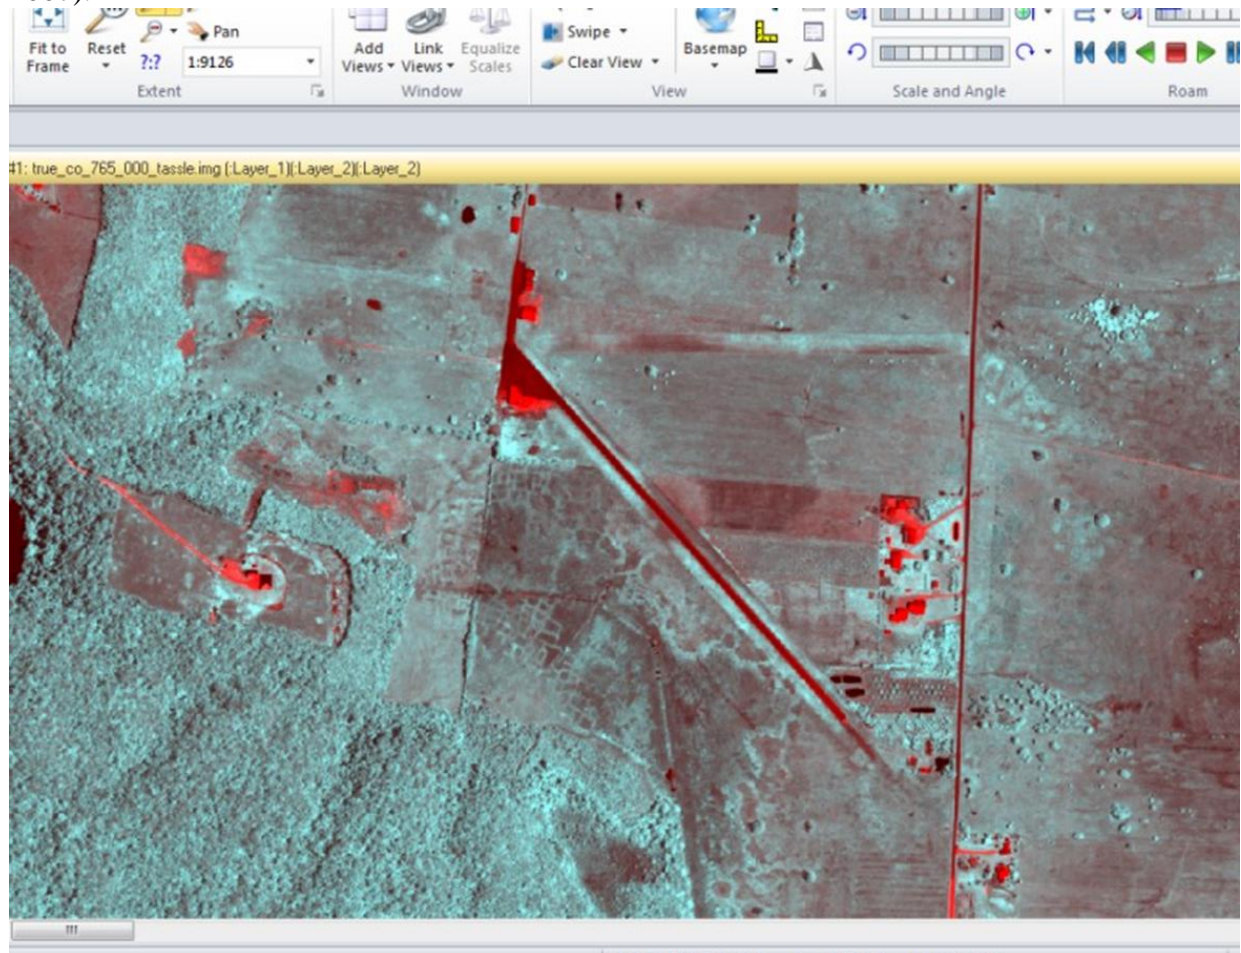 Fit to
Frame
Reset
Pan
?:?
1:9126
Extent
Add
Views
Link
Views
Equalize
Scales
Window
Swipe
Clear View
Basemap
View
Scale and Angle
Roam
#1: true_co_765_000_tassle.img (:Layer_1)(:Layer_2)(:Layer_2)